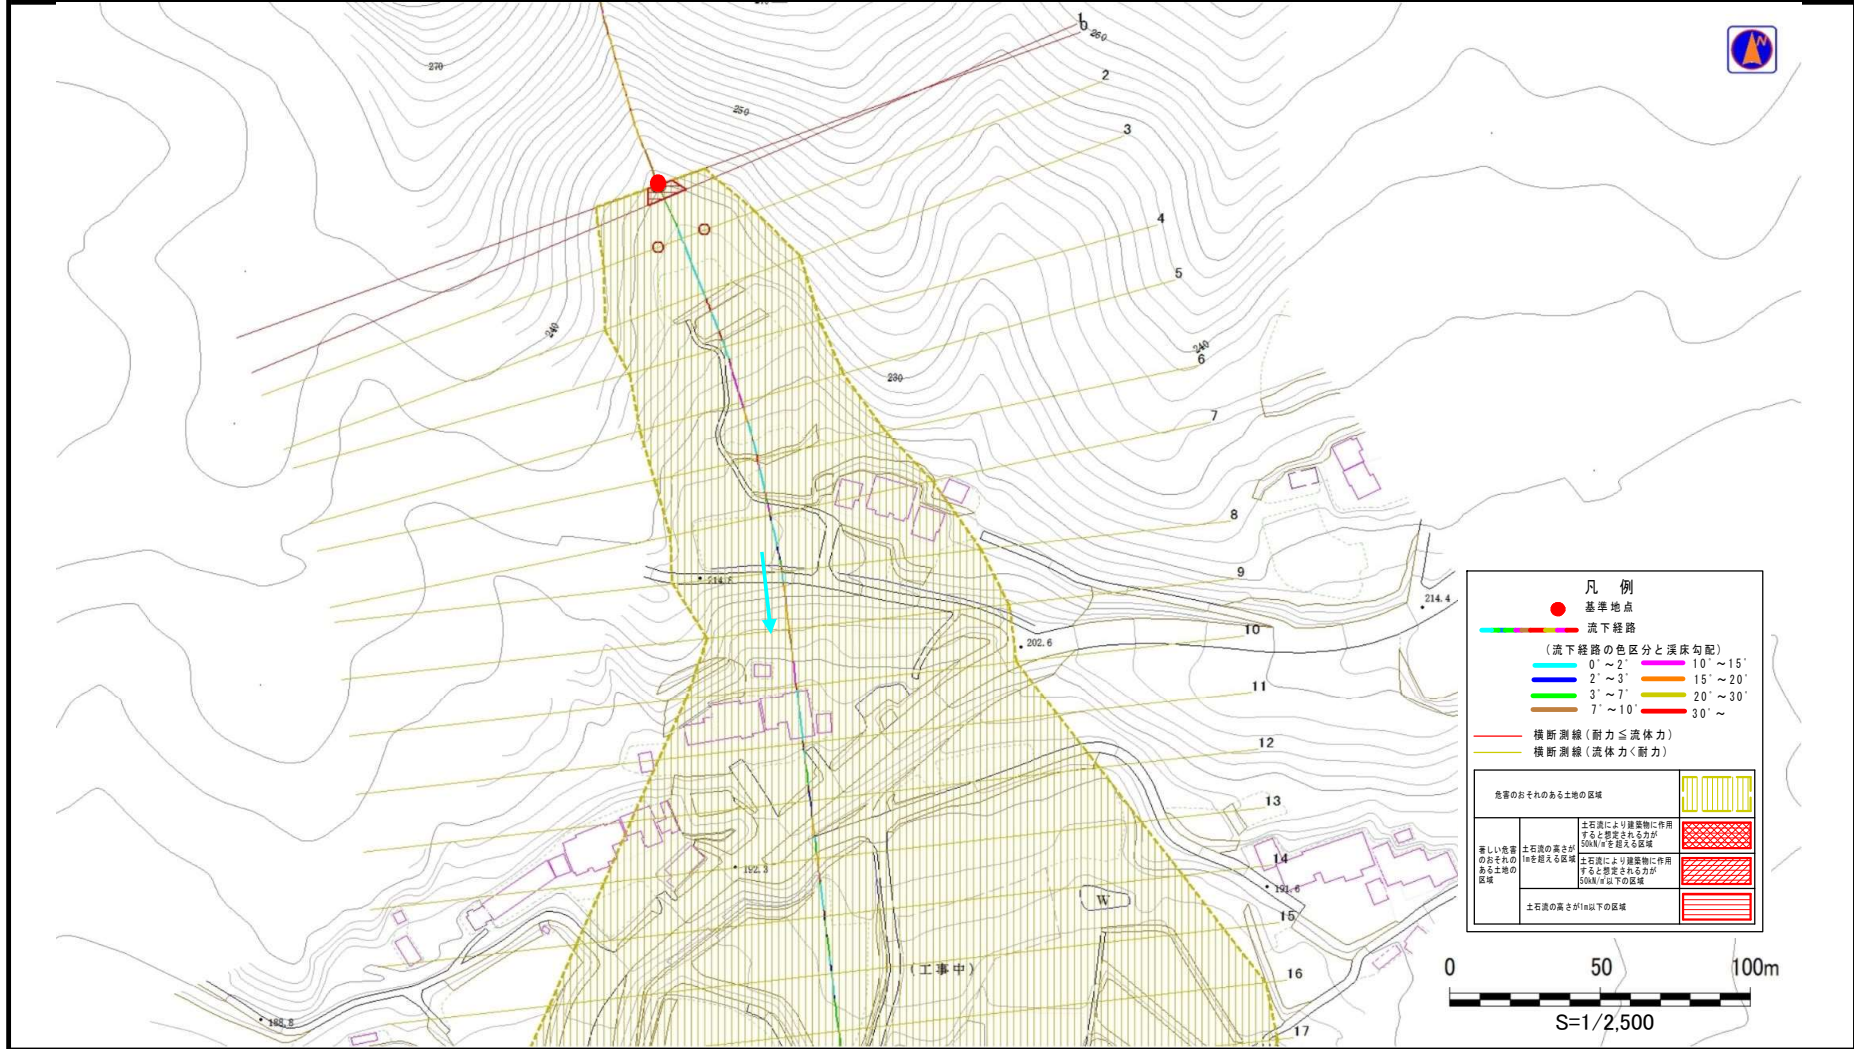 N
1
0
260
2
270
250
3
4
5
240
240
6
230
7
8
214.8
9
214.4
10
202.6
11
12
13
14
192.3
191.6
W
15
(工事中)
16
188.8
17
凡 例
基準地点
流下経路
(流下経路の色区分と渓床勾配)
0°~2° 10°~15°
2°~3° 15°~20°
3°~7° 20°~30°
7°~10° 30°~
横断測線(耐力≦流体力)
横断測線(流体力<耐力)
危害のおそれのある土地の区域
著しい危害
のおそれの
ある土地の
区域
土石流の高さが
1mを超える区域
土石流により建築物に作用
すると想定される力が
50kN/㎡を超える区域
土石流により建築物に作用
すると想定される力が
50kN/㎡以下の区域
土石流の高さが1m以下の区域
0 50 100m
S=1/2,500